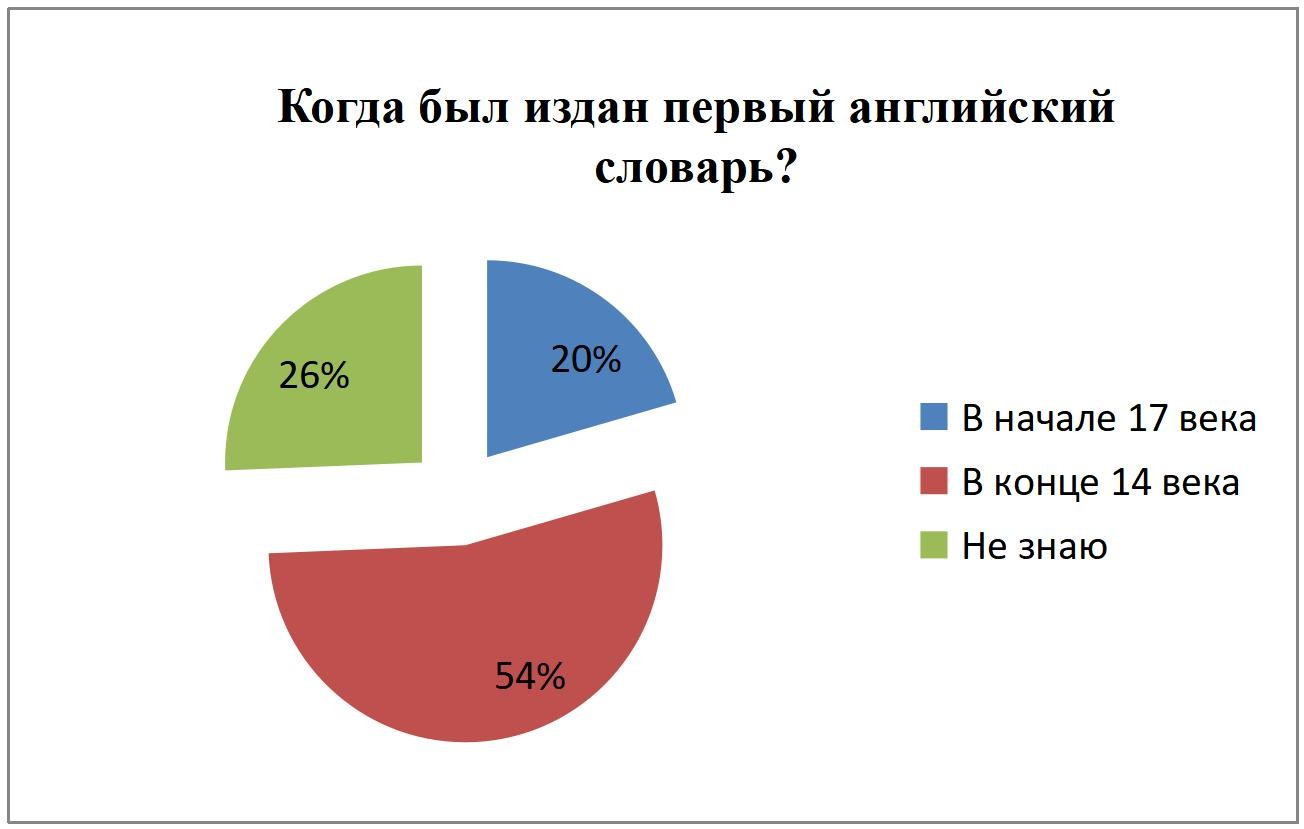 Когда был издан первый английский
словарь?
26%
20%
54%
В начале 17 века
В конце 14 века
Не знаю